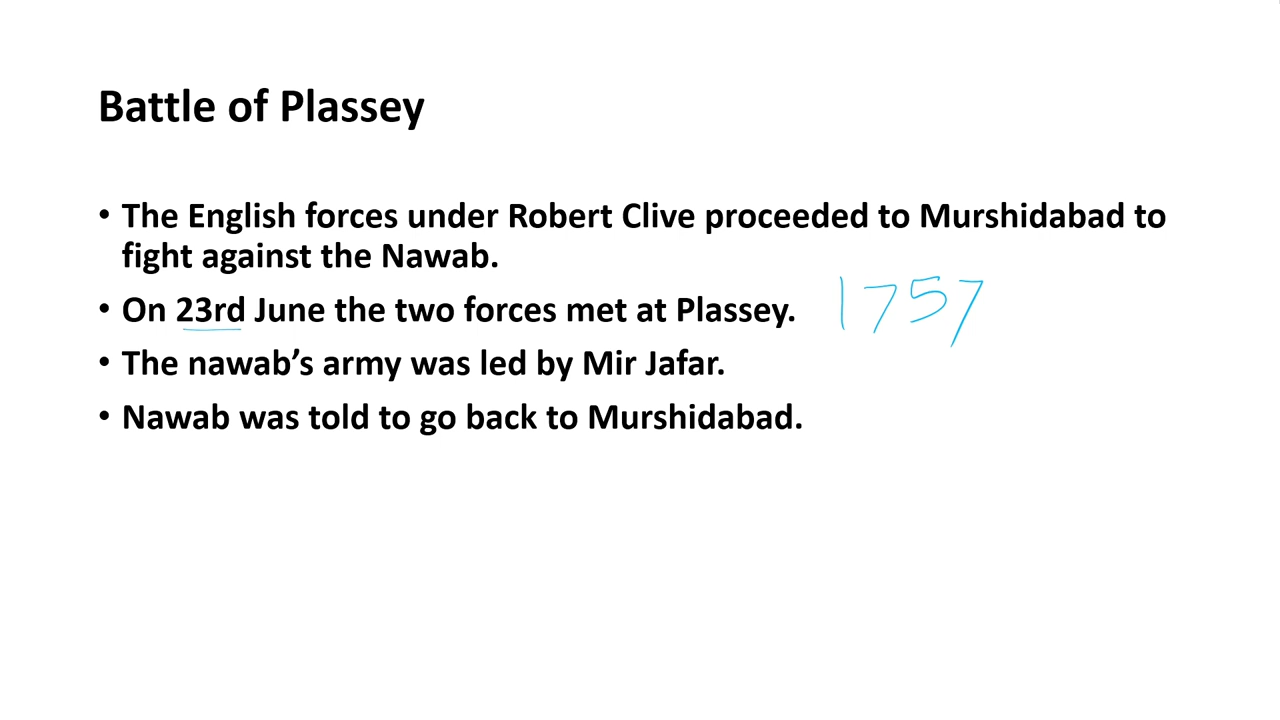 Battle of Plassey
• The English forces under Robert Clive proceeded to Murshidabad to
fight against the Nawab.
• On 23rd June the two forces met at Plassey. 1757
• The nawab’s army was led by Mir Jafar.
• Nawab was told to go back to Murshidabad.